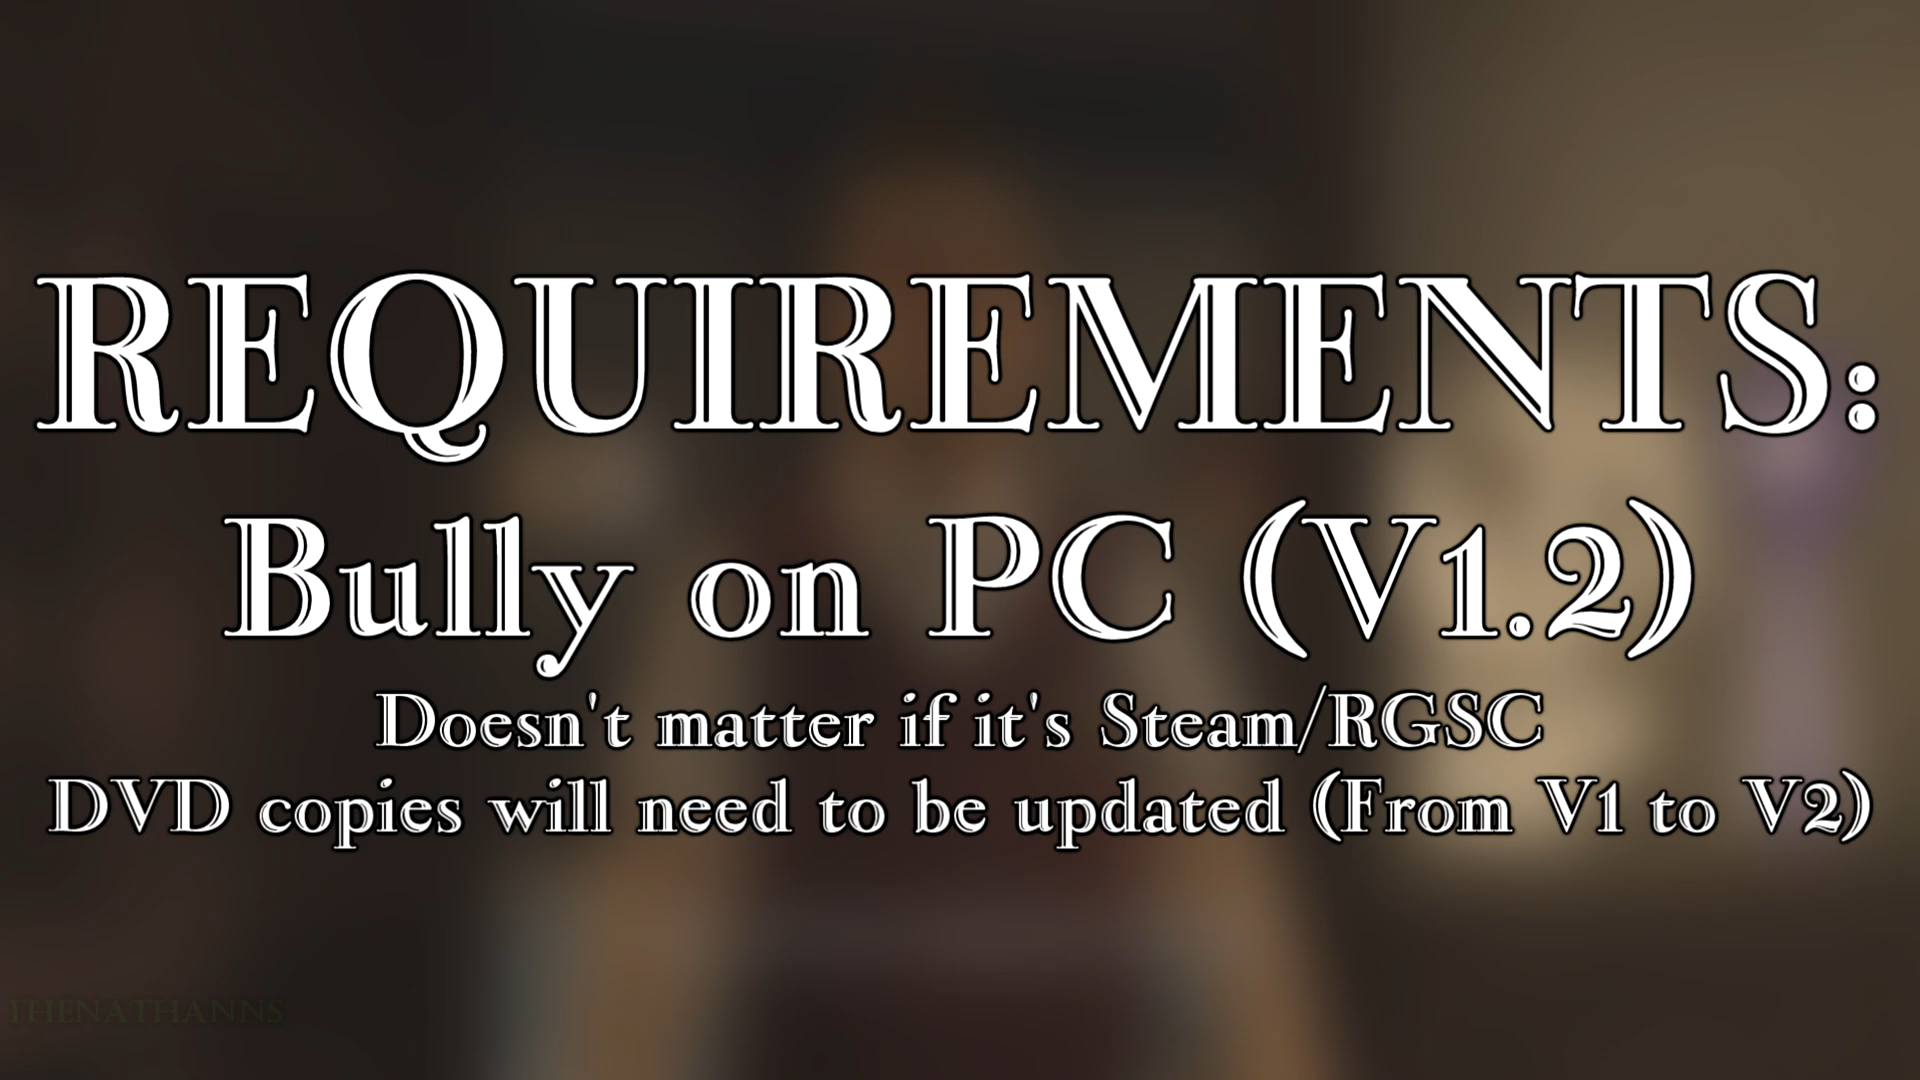 REQUIREMENTS:
Bully on PC (V1.2)
Doesn't matter if it's Steam/RGSC
DVD copies will need to be updated (From V1 to V2)
THENATHANNS